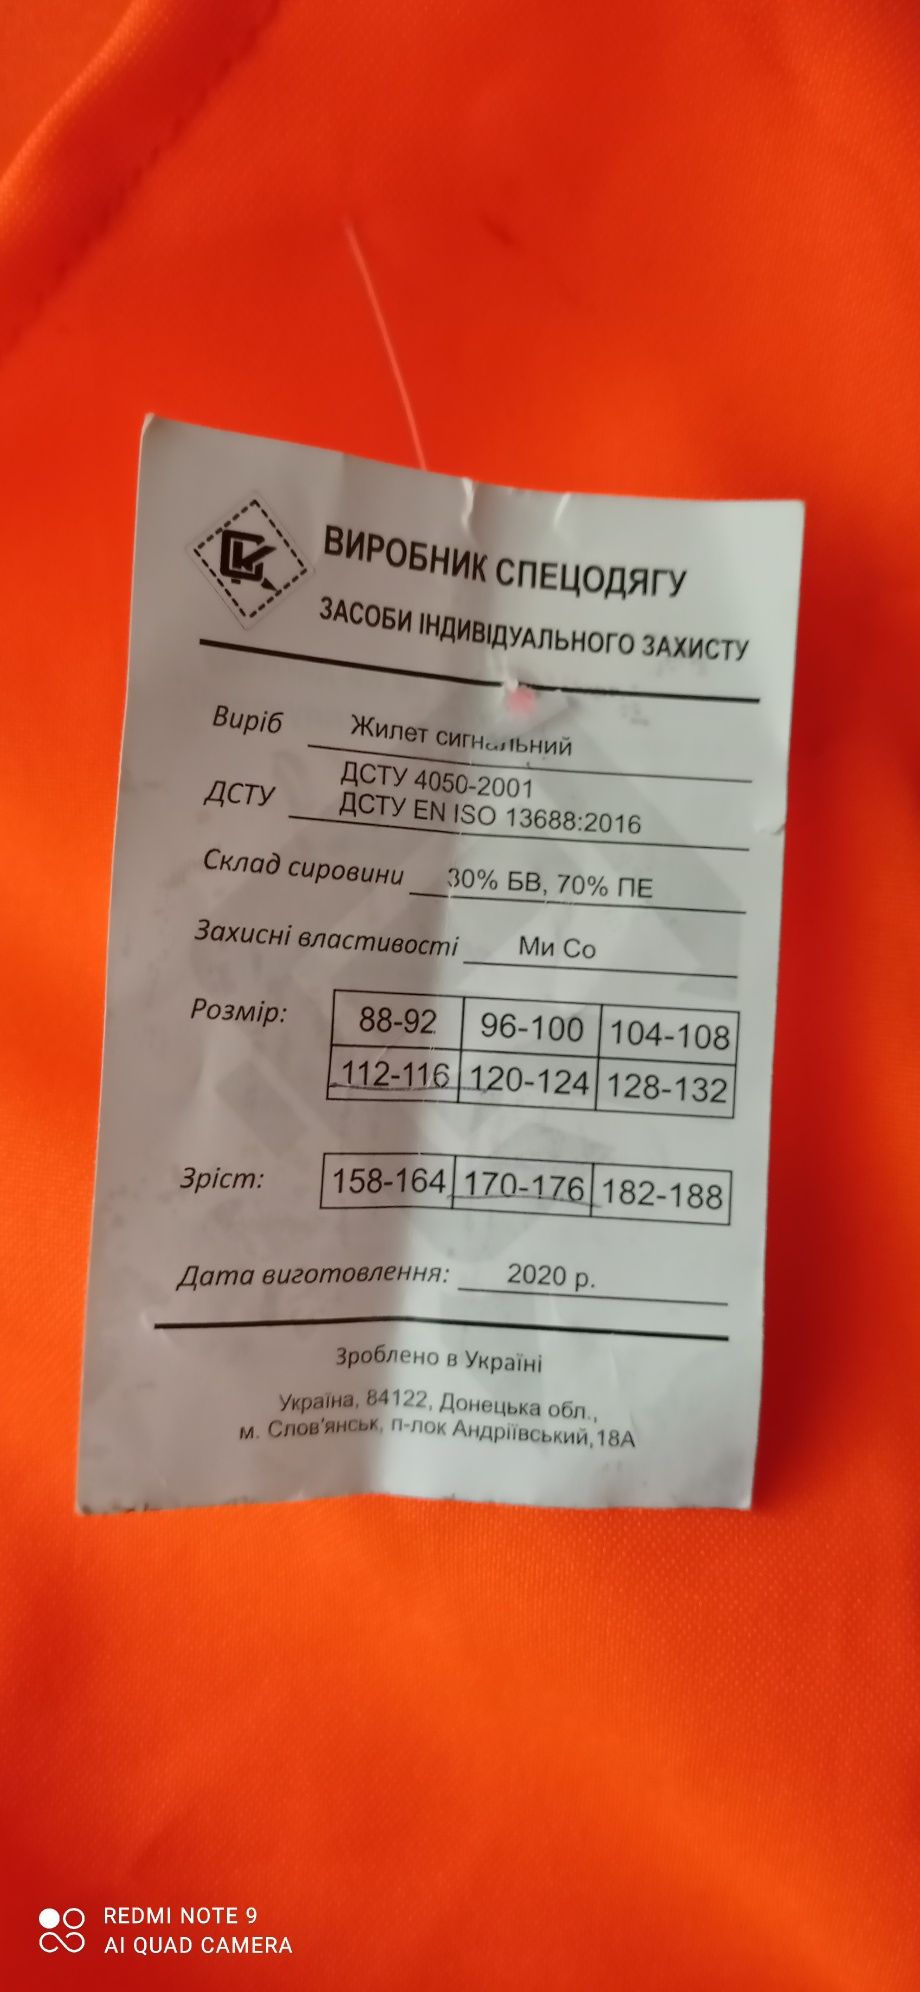 ВИРОБНИК СПЕЦОДЯГУ
ЗАСОБИ ІНДИВІДУАЛЬНОГО ЗАХИСТУ
Виріб Жилет сигнальний
ДСТУ 4050-2001
ДСТУ ДСТУ EN ISO 13688:2016
Склад сировини 30% БВ, 70% ПЕ
Захисні властивості Ми Со
Розмір: 88-92 96-100 104-108
112-116 120-124 128-132
Зріст: 158-164 170-176 182-188
Дата виготовлення: 2020 р.
Зроблено в Україні
Україна, 84122, Донецька обл.,
м. Слов'янськ, п-лок Андріївський,18А
REDMI NOTE 9
AI QUAD CAMERA